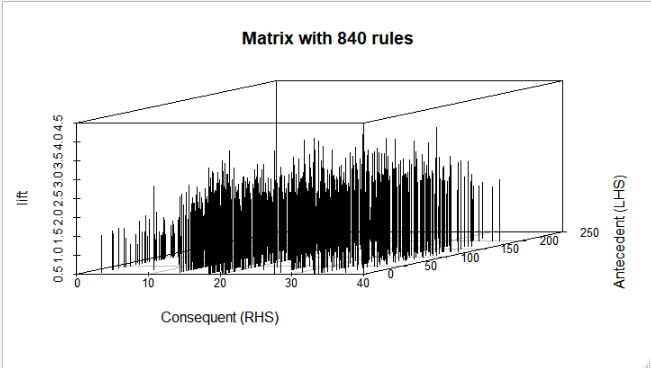 Matrix with 840 rules
lift
0.5 1.0 1.5 2.0 2.5 3.0 3.5 4.0 4.5
0 10 20 30 40
0 50 100 150 200 250
Consequent (RHS)
Antecedent (LHS)